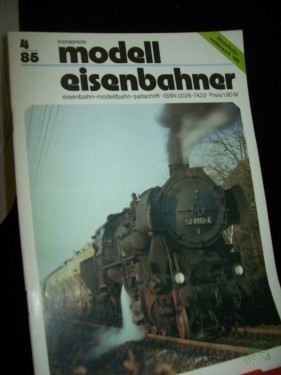 4
85
transpress
modell
eisenbahner
eisenbahn-modellbahn-zeitschrift · ISSN 0026-7422 Preis 1,80 M